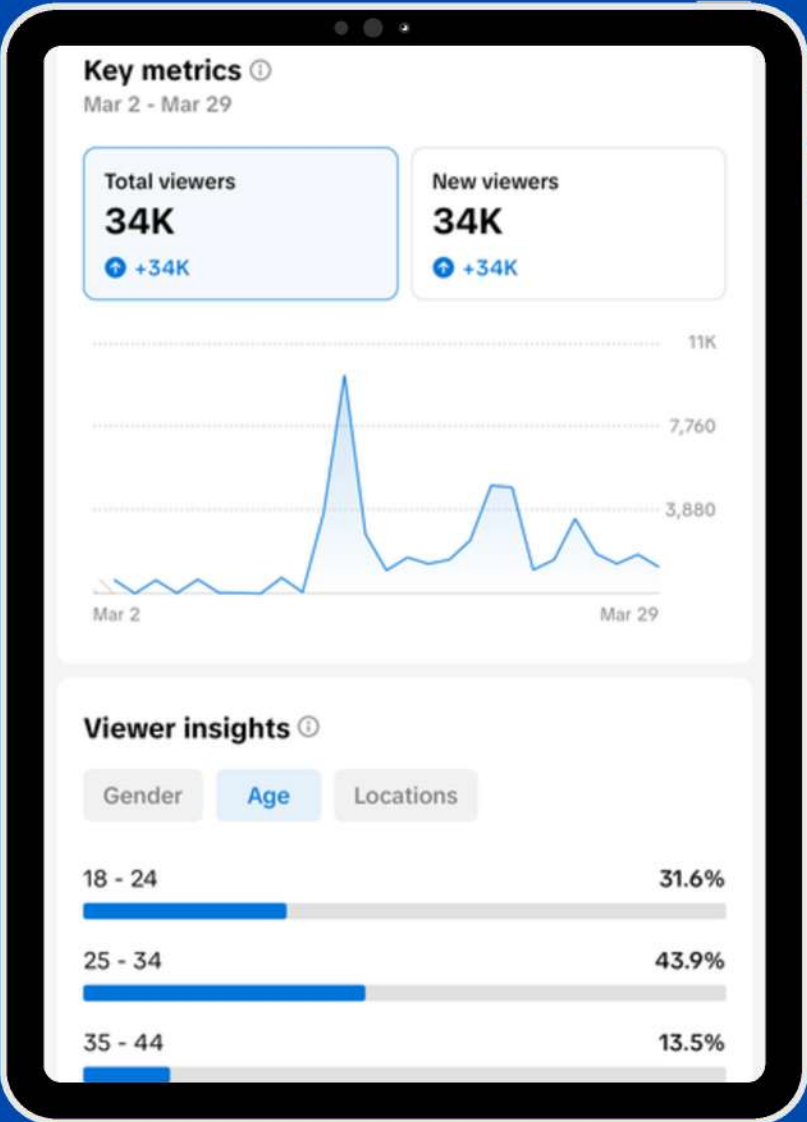 Key metrics
Mar 2 - Mar 29
Total viewers
34K
+34K
New viewers
34K
+34K
11K
7,760
3,880
Mar 2
Mar 29
Viewer insights
Gender
Age
Locations
18 - 24
31.6%
25 - 34
43.9%
35 - 44
13.5%